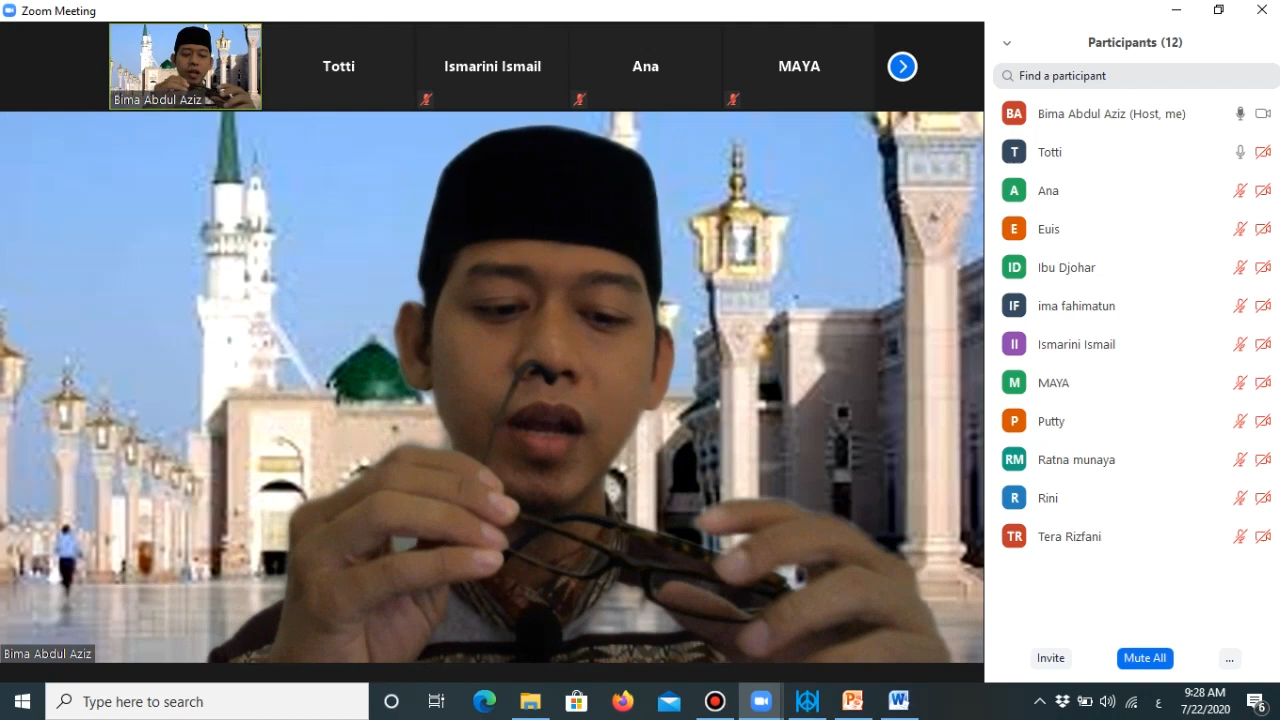 Zoom Meeting
Bima Abdul Aziz
Totti
Ismarini Ismail
Ana
MAYA
Participants (12)
Find a participant
BA Bima Abdul Aziz (Host, me)
T Totti
A Ana
E Euis
ID Ibu Djohar
IF ima fahimatun
II Ismarini Ismail
M MAYA
P Putty
RM Ratna munaya
R Rini
TR Tera Rizfani
Bima Abdul Aziz
Invite
Mute All
...
Type here to search
ع
9:28 AM
7/22/2020
6